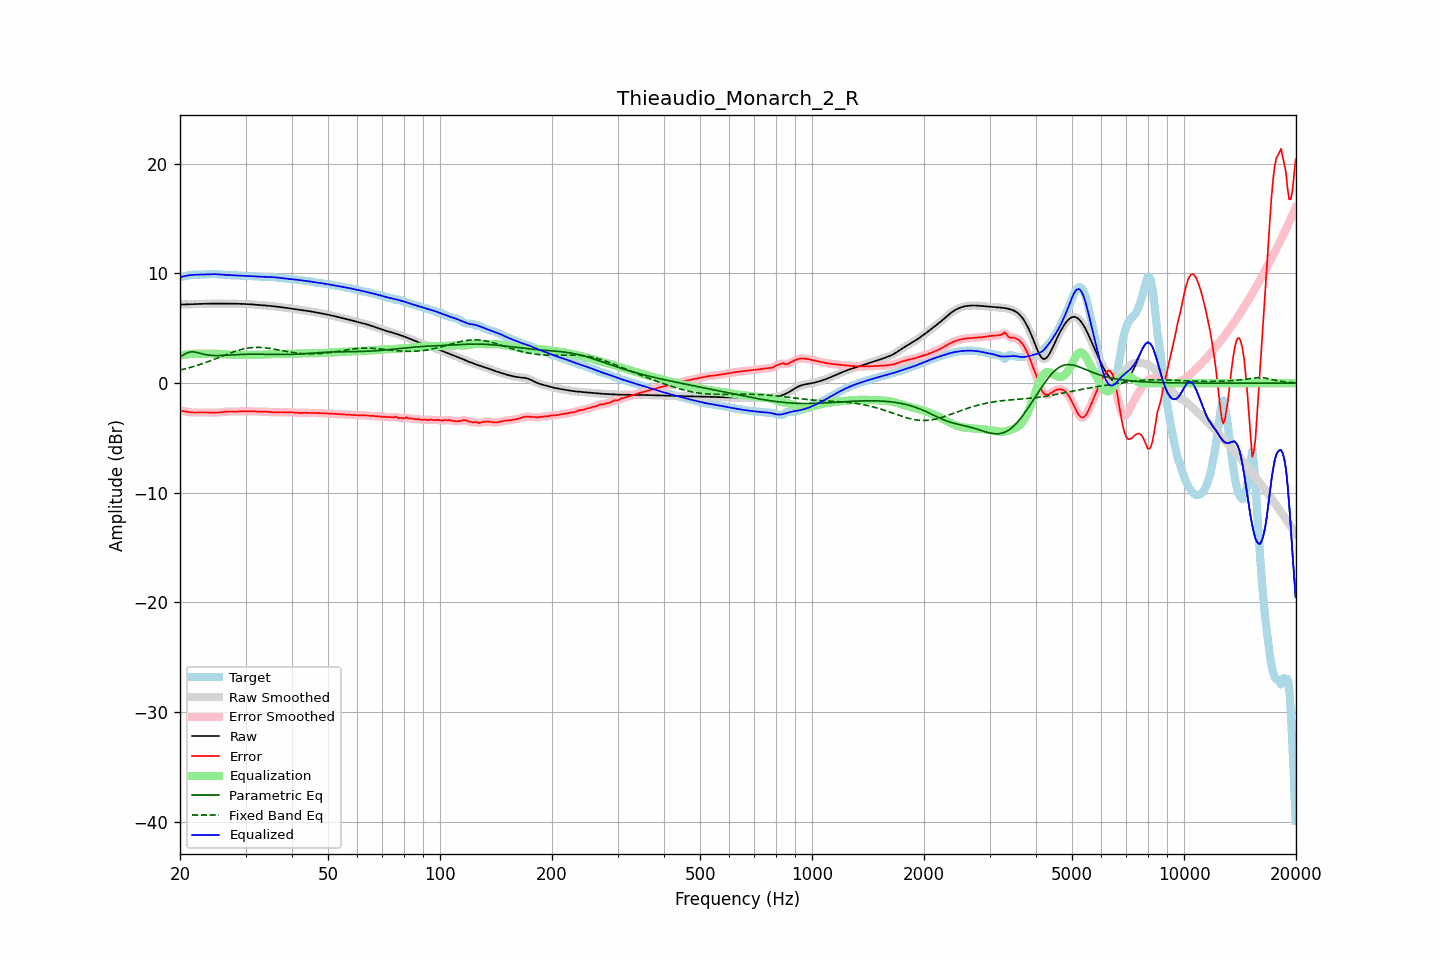 Thieaudio_Monarch_2_R
Amplitude (dBr)
20
10
0
−10
−20
−30
−40
Target
Raw Smoothed
Error Smoothed
Raw
Error
Equalization
Parametric Eq
Fixed Band Eq
Equalized
20
50
100
200
500
1000
2000
5000
10000
20000
Frequency (Hz)